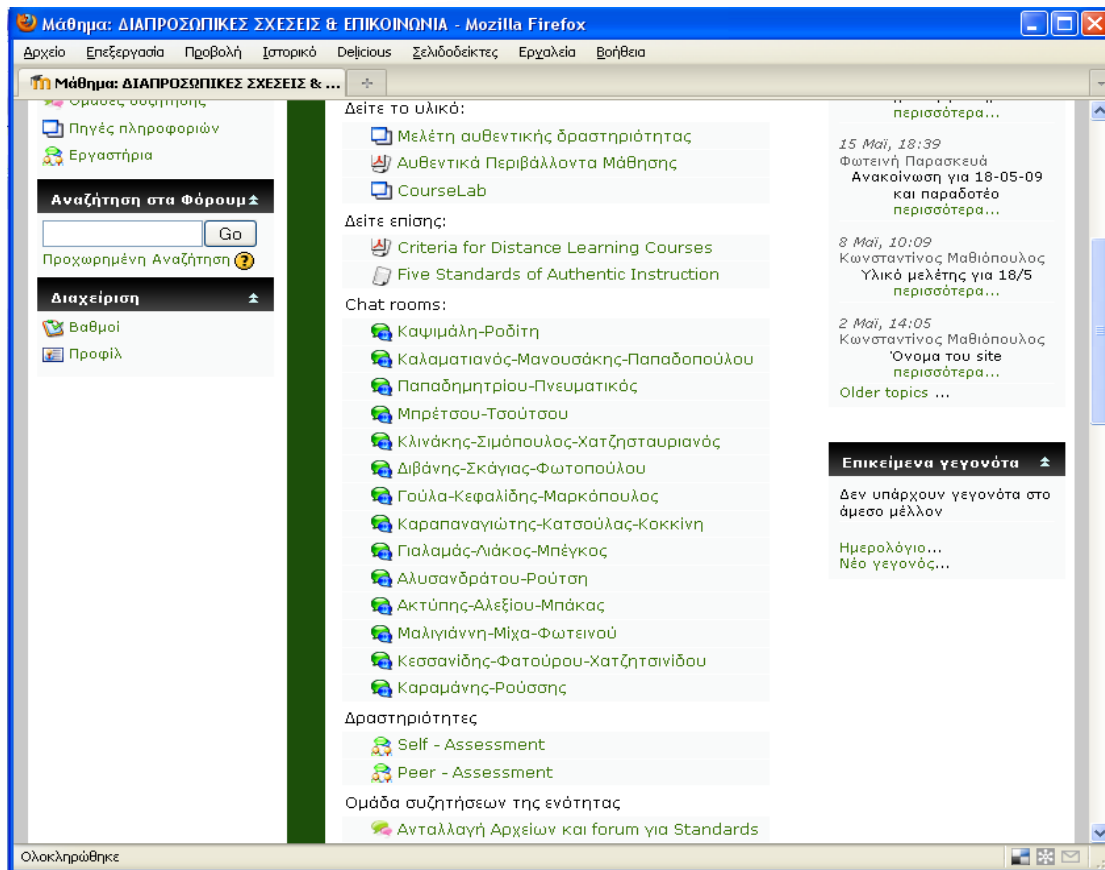 Μάθημα: ΔΙΑΠΡΟΣΩΠΙΚΕΣ ΣΧΕΣΕΙΣ & ΕΠΙΚΟΙΝΩΝΙΑ - Mozilla Firefox
Αρχείο Επεξεργασία Προβολή Ιστορικό Delicious Σελιδοδείκτες Εργαλεία Βοήθεια
Μάθημα: ΔΙΑΠΡΟΣΩΠΙΚΕΣ ΣΧΕΣΕΙΣ & ...
Ομάδες συζήτησης
Πηγές πληροφοριών
Εργαστήρια
Αναζήτηση στα Φόρουμ
Go
Προχωρημένη Αναζήτηση ?
Διαχείριση
Βαθμοί
Προφίλ
Δείτε το υλικό:
Μελέτη αυθεντικής δραστηριότητας
Αυθεντικά Περιβάλλοντα Μάθησης
CourseLab
Δείτε επίσης:
Criteria for Distance Learning Courses
Five Standards of Authentic Instruction
Chat rooms:
Καψιμάλη-Ροδίτη
Καλαματιανός-Μανουσάκης-Παπαδοπούλου
Παπαδημητρίου-Πνευματικός
Μπρέτσου-Τσούτσου
Κλινάκης-Σιμόπουλος-Χατζησταυριανός
Διβάνης-Σκάγιας-Φωτοπούλου
Γούλα-Κεφαλίδης-Μαρκόπουλος
Καραπαναγιώτης-Κατσούλας-Κοκκίνη
Γιαλαμάς-Λιάκος-Μπέγκος
Αλυσανδράτου-Ρούτση
Ακτύπης-Αλεξίου-Μπάκας
Μαλιγιάννη-Μίχα-Φωτεινού
Κεσσανίδης-Φατούρου-Χατζητσινίδου
Καραμάνης-Ρούσσης
Δραστηριότητες
Self - Assessment
Peer - Assessment
Ομάδα συζητήσεων της ενότητας
Ανταλλαγή Αρχείων και forum για Standards
περισσότερα...
15 Μαϊ, 18:39
Φωτεινή Παρασκευά
Ανακοίνωση για 18-05-09
και παραδοτέο
περισσότερα...
8 Μαϊ, 10:09
Κωνσταντίνος Μαθιόπουλος
Υλικό μελέτης για 18/5
περισσότερα...
2 Μαϊ, 14:05
Κωνσταντίνος Μαθιόπουλος
Όνομα του site
περισσότερα...
Older topics ...
Επικείμενα γεγονότα
Δεν υπάρχουν γεγονότα στο
άμεσο μέλλον
Ημερολόγιο...
Νέο γεγονός...
Ολοκληρώθηκε